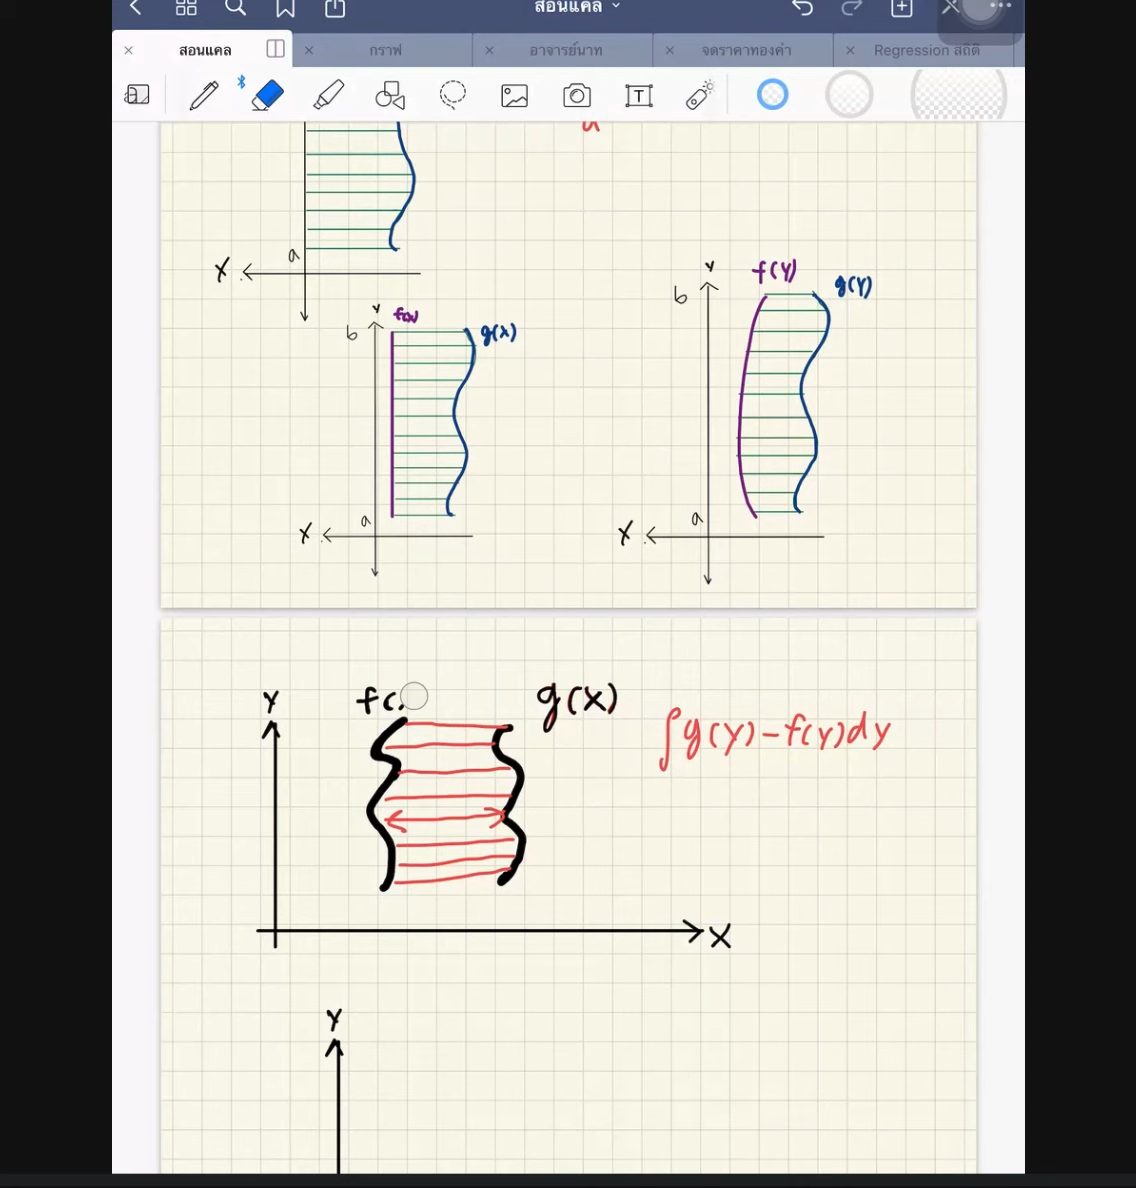 สอนแคล
สอนแคล
กราฟ
อาจารย์นาท
จดราคาทองคำ
Regression สถิติ
a
X
Y
f(x)
b
g(x)
a
X
Y
f(Y)
b
g(Y)
a
X
Y
f(
g(x)
∫g(y)-f(y)dy
X
Y